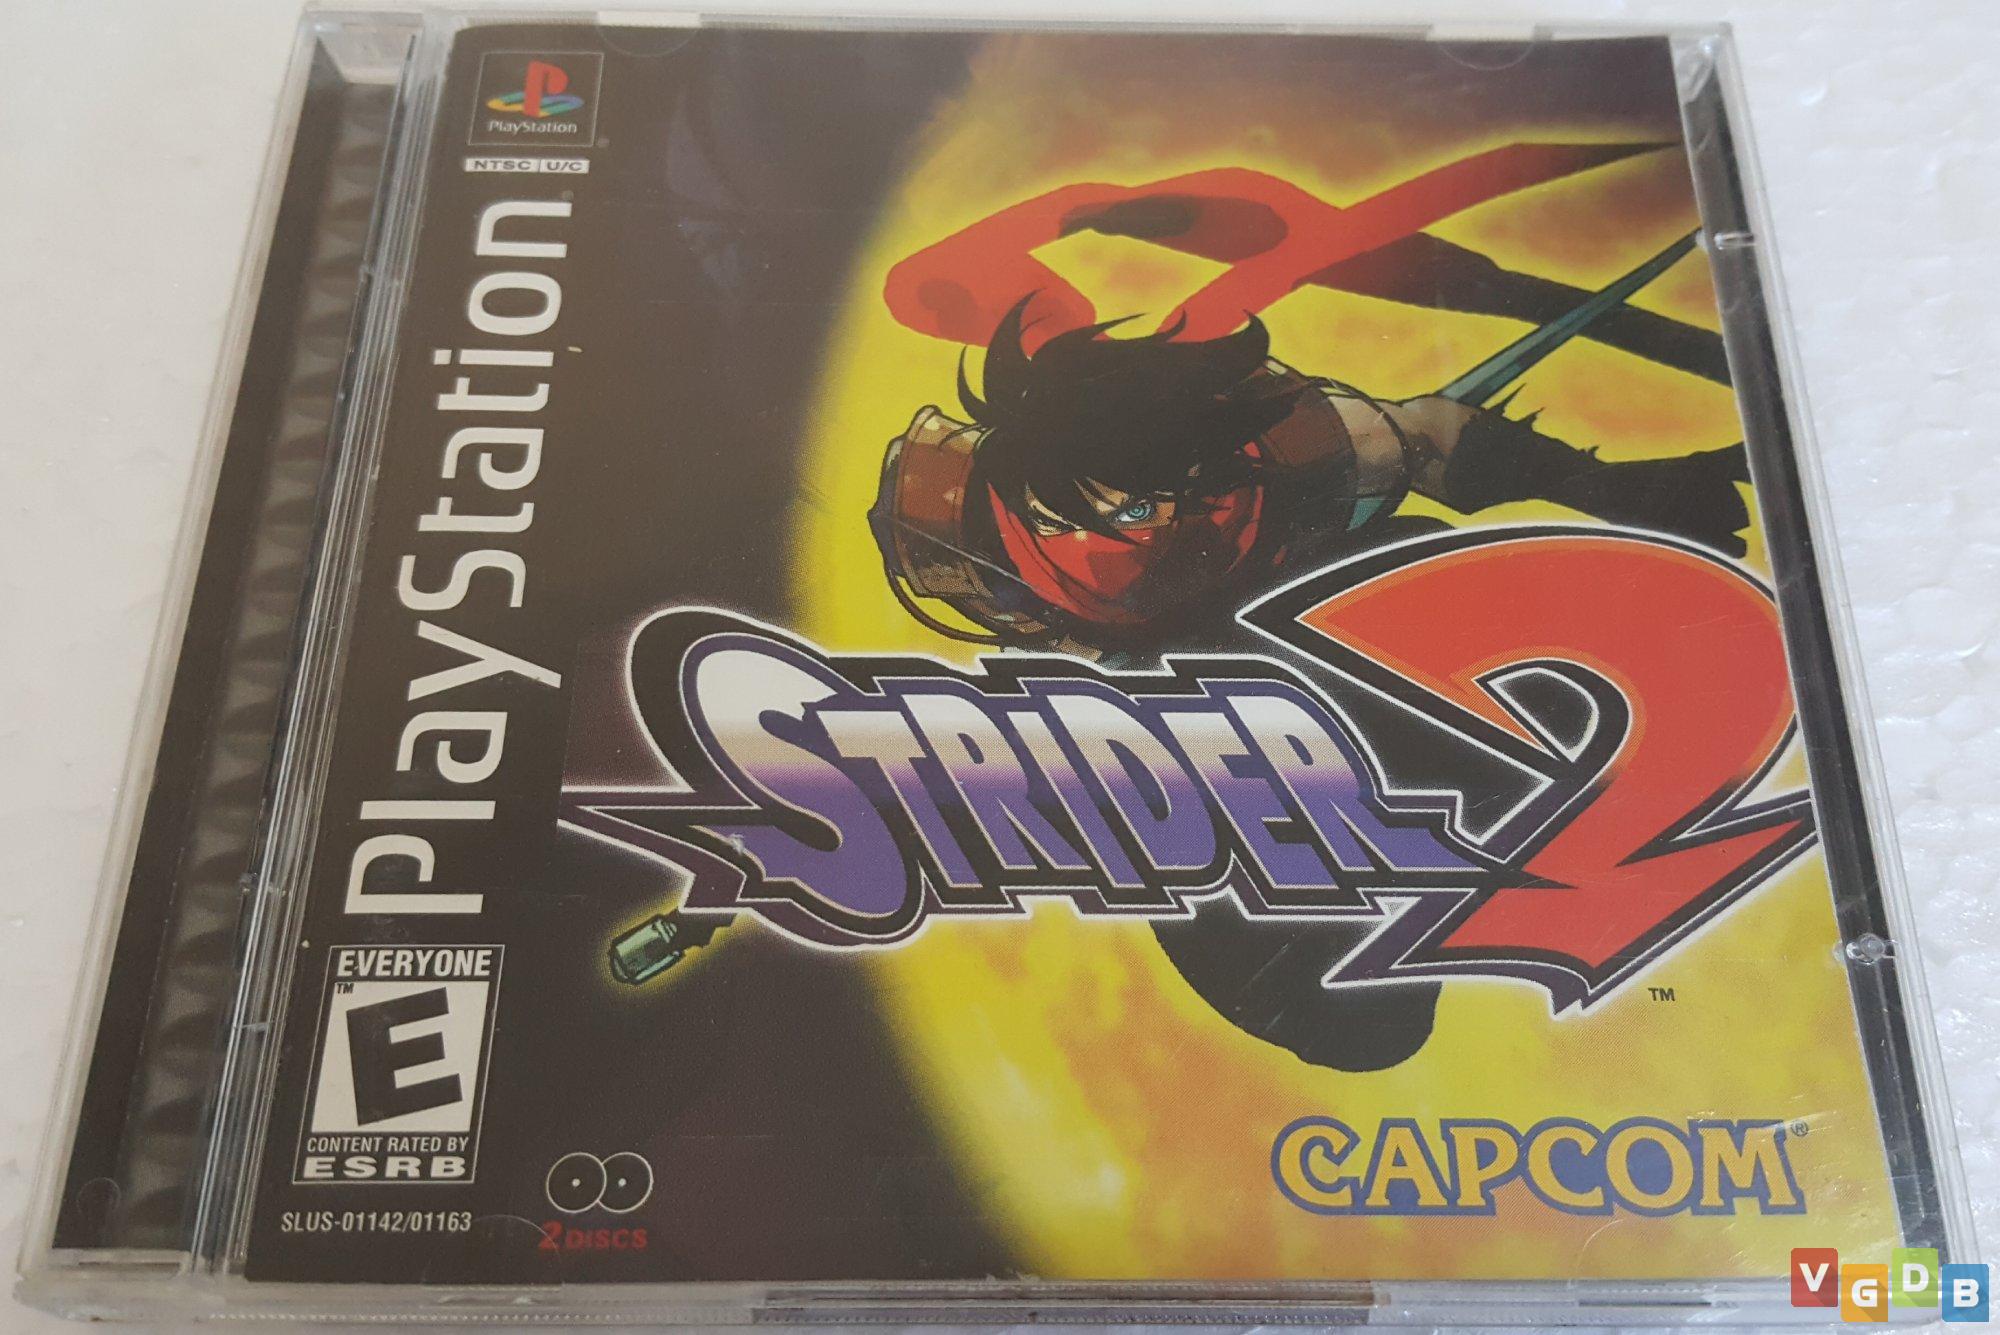 PlayStation
NTSC U/C
PlayStation
STRIDER 2
TM
EVERYONE
TM
E
CONTENT RATED BY
ESRB
SLUS-01142/01163
2 DISCS
CAPCOM®
VGDB